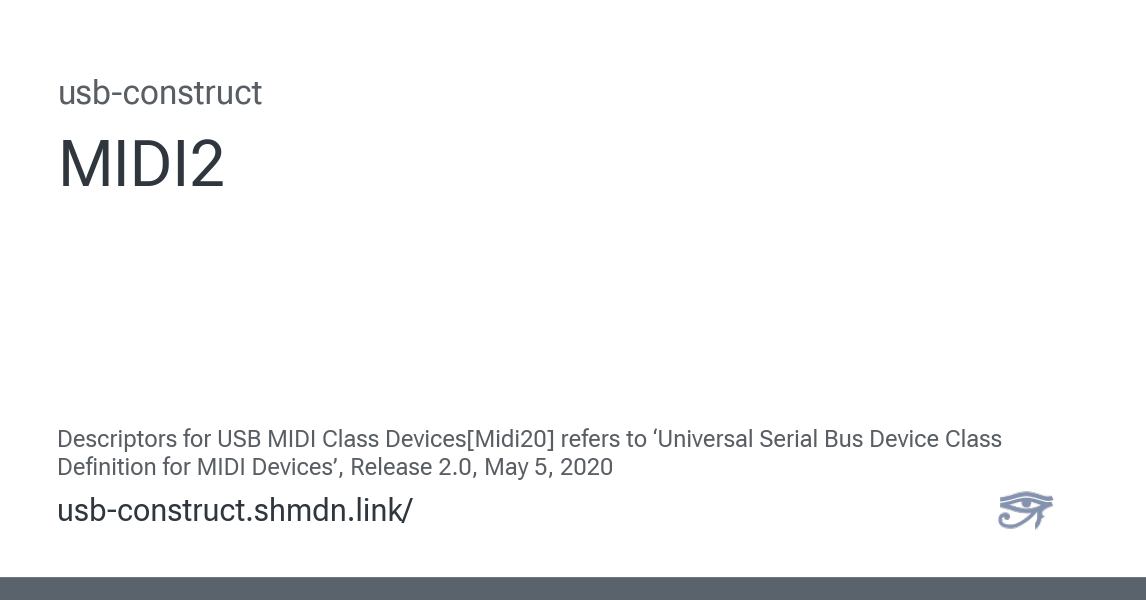 usb-construct
MIDI2
Descriptors for USB MIDI Class Devices[Midi20] refers to ‘Universal Serial Bus Device Class
Definition for MIDI Devices’, Release 2.0, May 5, 2020
usb-construct.shmdn.link/